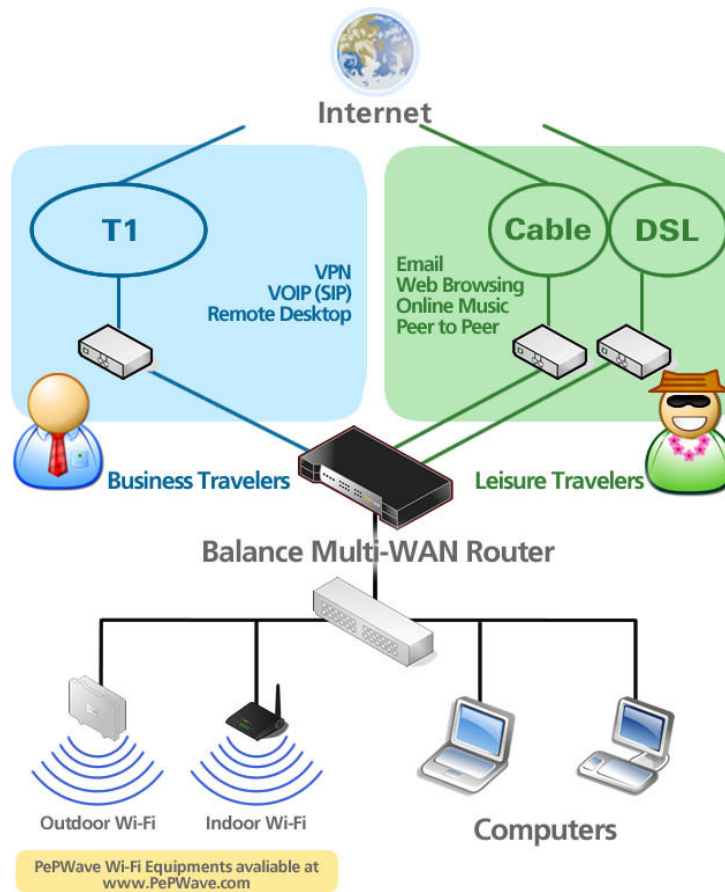 Internet
T1
VPN
VOIP (SIP)
Remote Desktop
Cable
DSL
Email
Web Browsing
Online Music
Peer to Peer
Business Travelers
Leisure Travelers
Balance Multi-WAN Router
Outdoor Wi-Fi
Indoor Wi-Fi
Computers
PePWave Wi-Fi Equipments avaliable at
www.PePWave.com